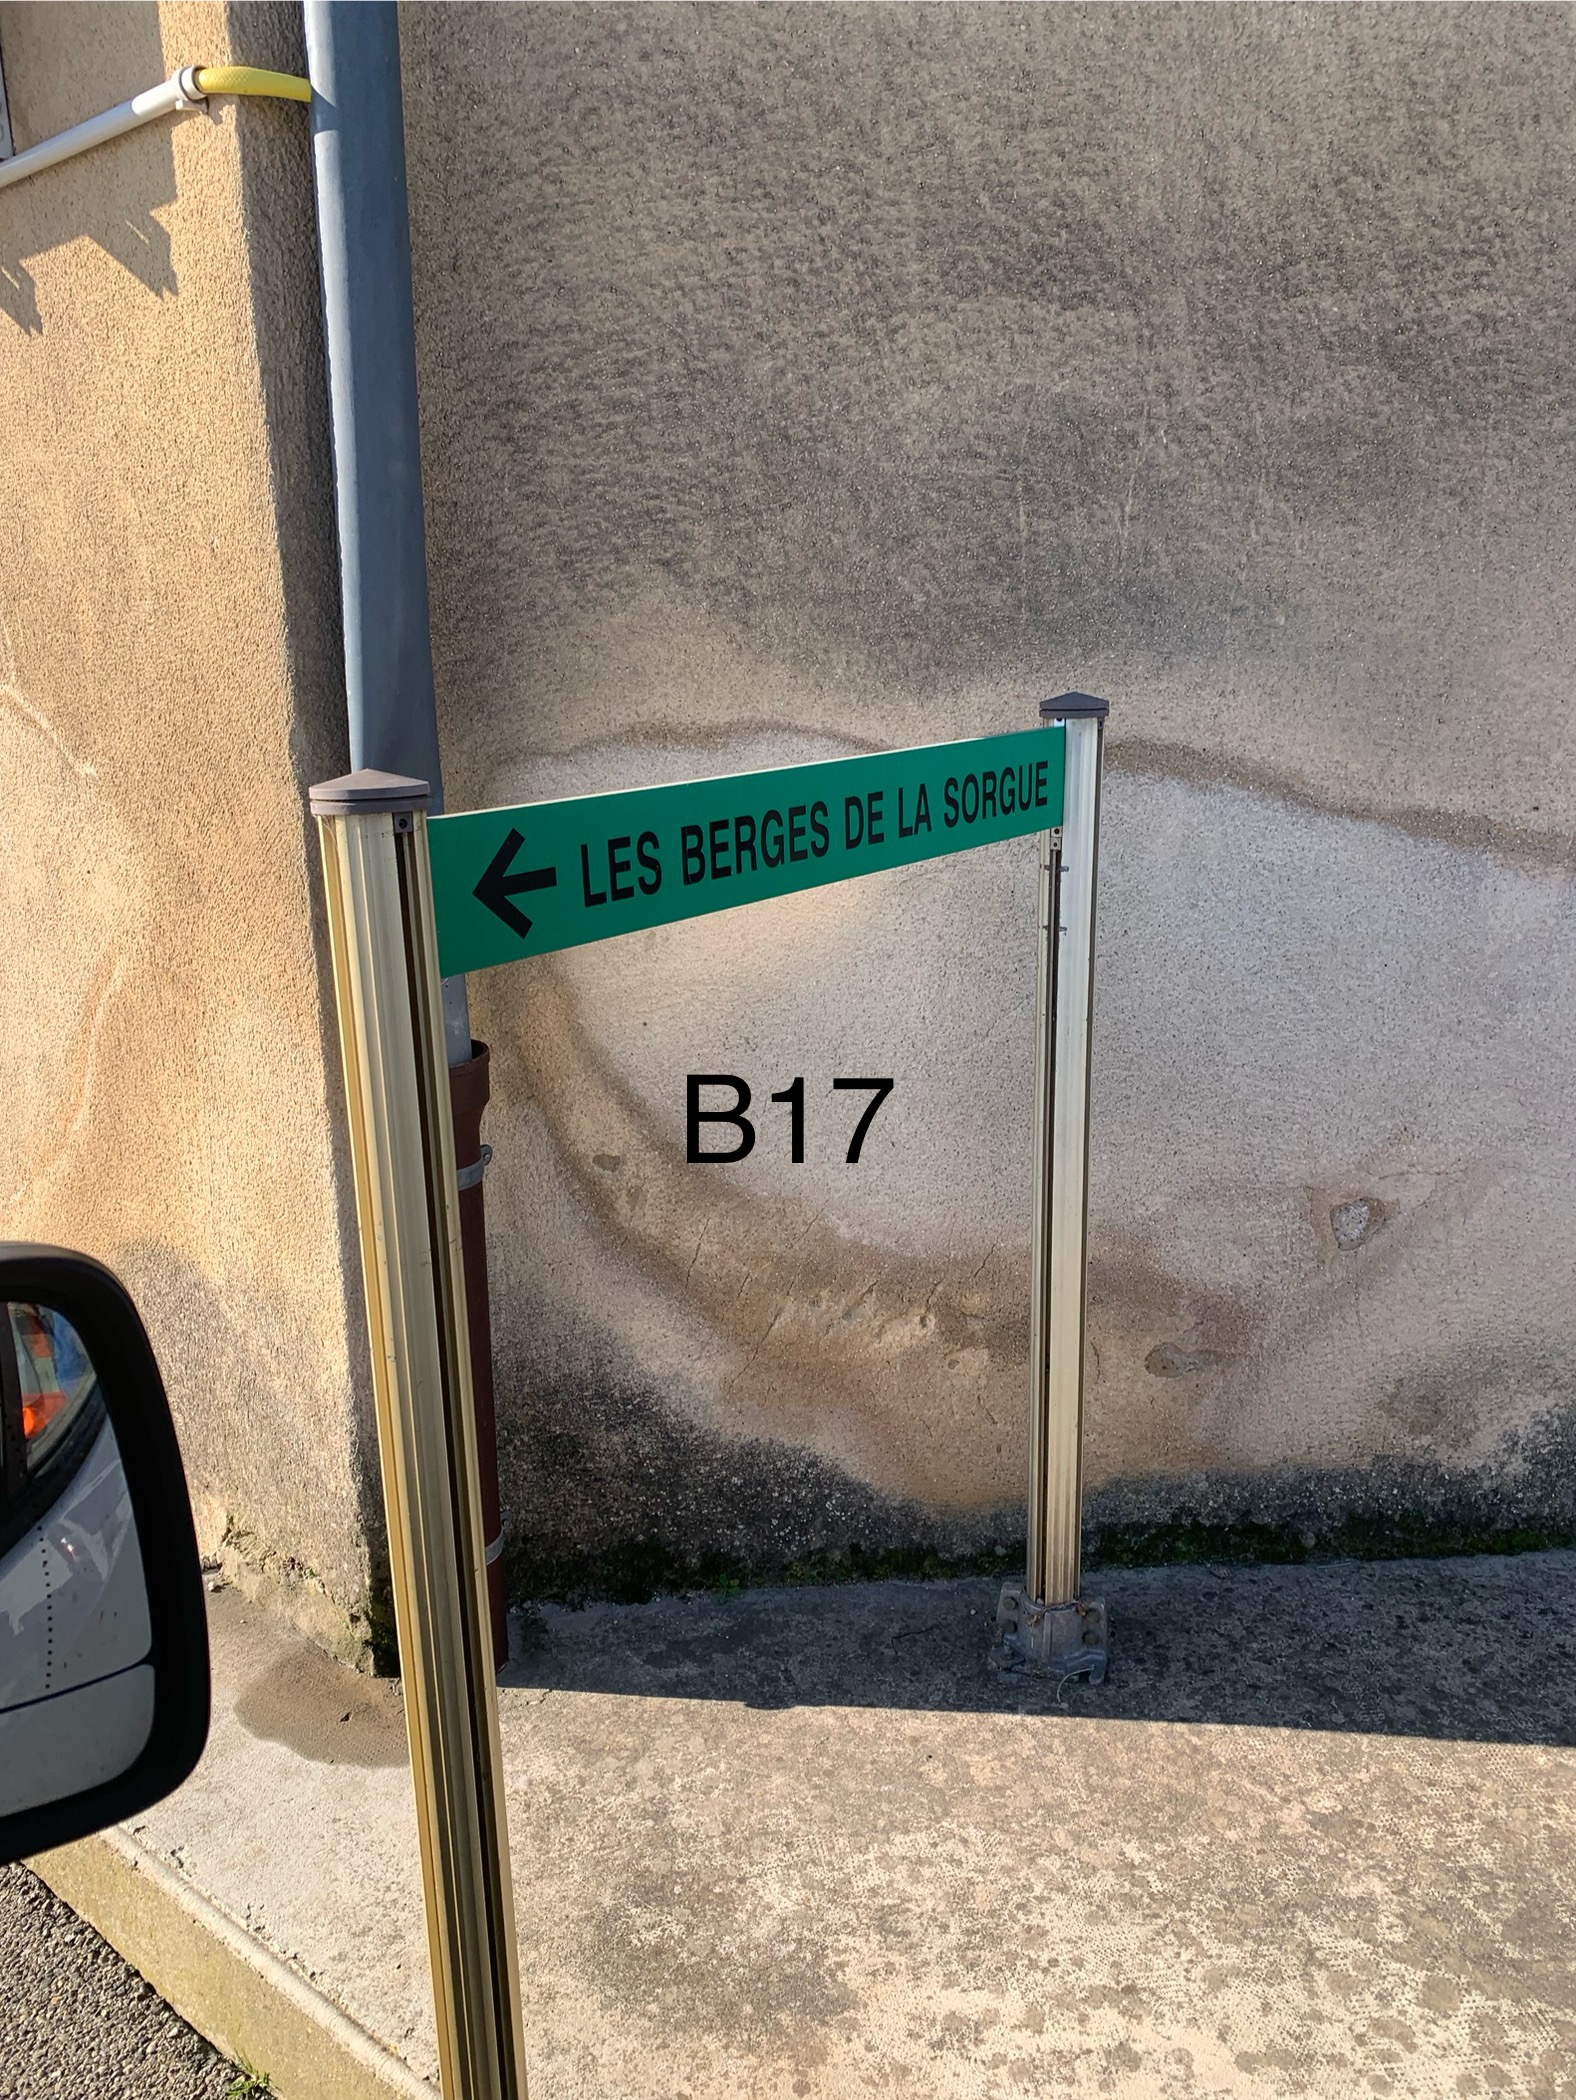 ← LES BERGES DE LA SORGUE
B17